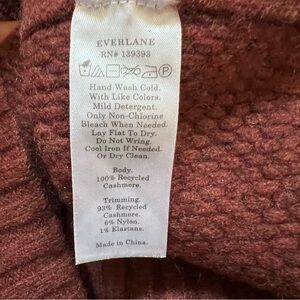 EVERLANE
RN# 139393
Hand Wash Cold.
With Like Colors.
Mild Detergent.
Only Non-Chlorine
Bleach When Needed.
Lay Flat To Dry.
Do Not Wring.
Cool Iron If Needed.
Or Dry Clean.
Body.
100% Recycled
Cashmere.
Trimming.
93% Recycled
Cashmere.
6% Nylon.
1% Elastane.
Made in China.